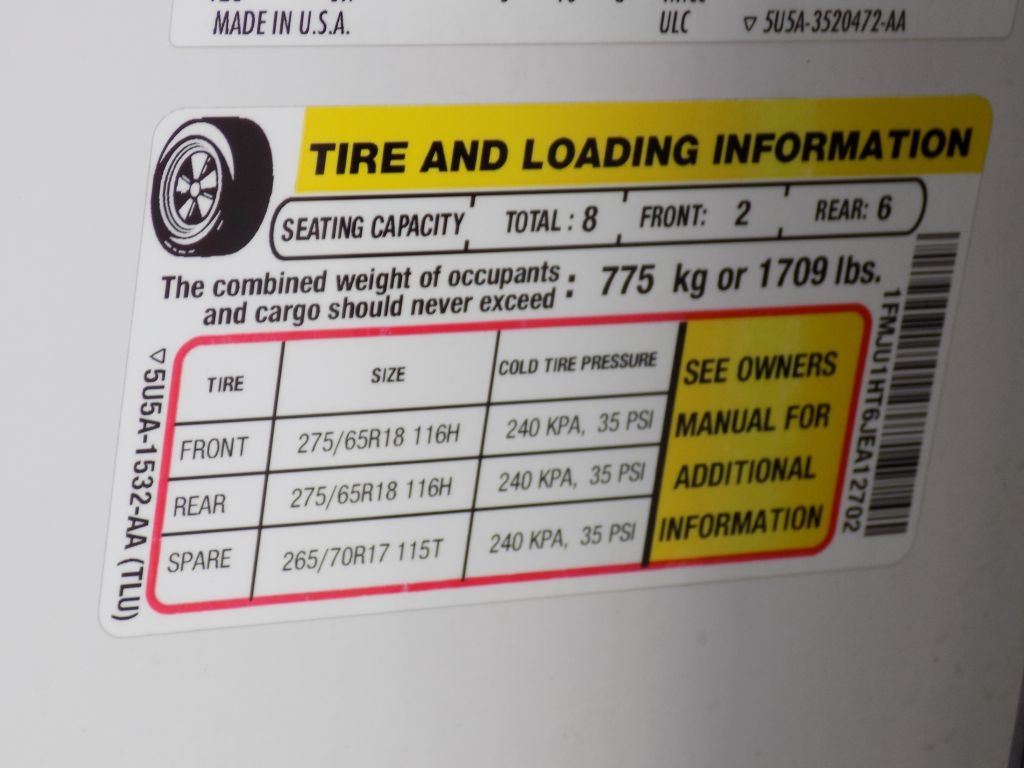 MADE IN U.S.A.
ULC ▽ 5U5A-3520472-AA
TIRE AND LOADING INFORMATION
SEATING CAPACITY TOTAL : 8 FRONT: 2 REAR: 6
The combined weight of occupants
and cargo should never exceed : 775 kg or 1709 lbs.
TIRE SIZE COLD TIRE PRESSURE
FRONT 275/65R18 116H 240 KPA, 35 PSI
REAR 275/65R18 116H 240 KPA, 35 PSI
SPARE 265/70R17 115T 240 KPA, 35 PSI
SEE OWNERS
MANUAL FOR
ADDITIONAL
INFORMATION
▽ 5U5A-1532-AA (TLU)
1FMJU1HT6JEA12702